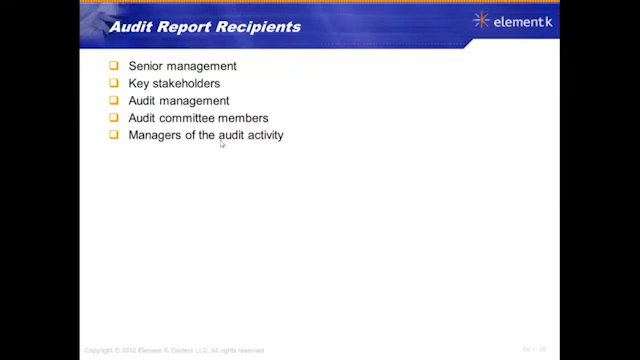 Audit Report Recipients
element k
Senior management
Key stakeholders
Audit management
Audit committee members
Managers of the audit activity
Copyright © 2010 Element K Content LLC. All rights reserved